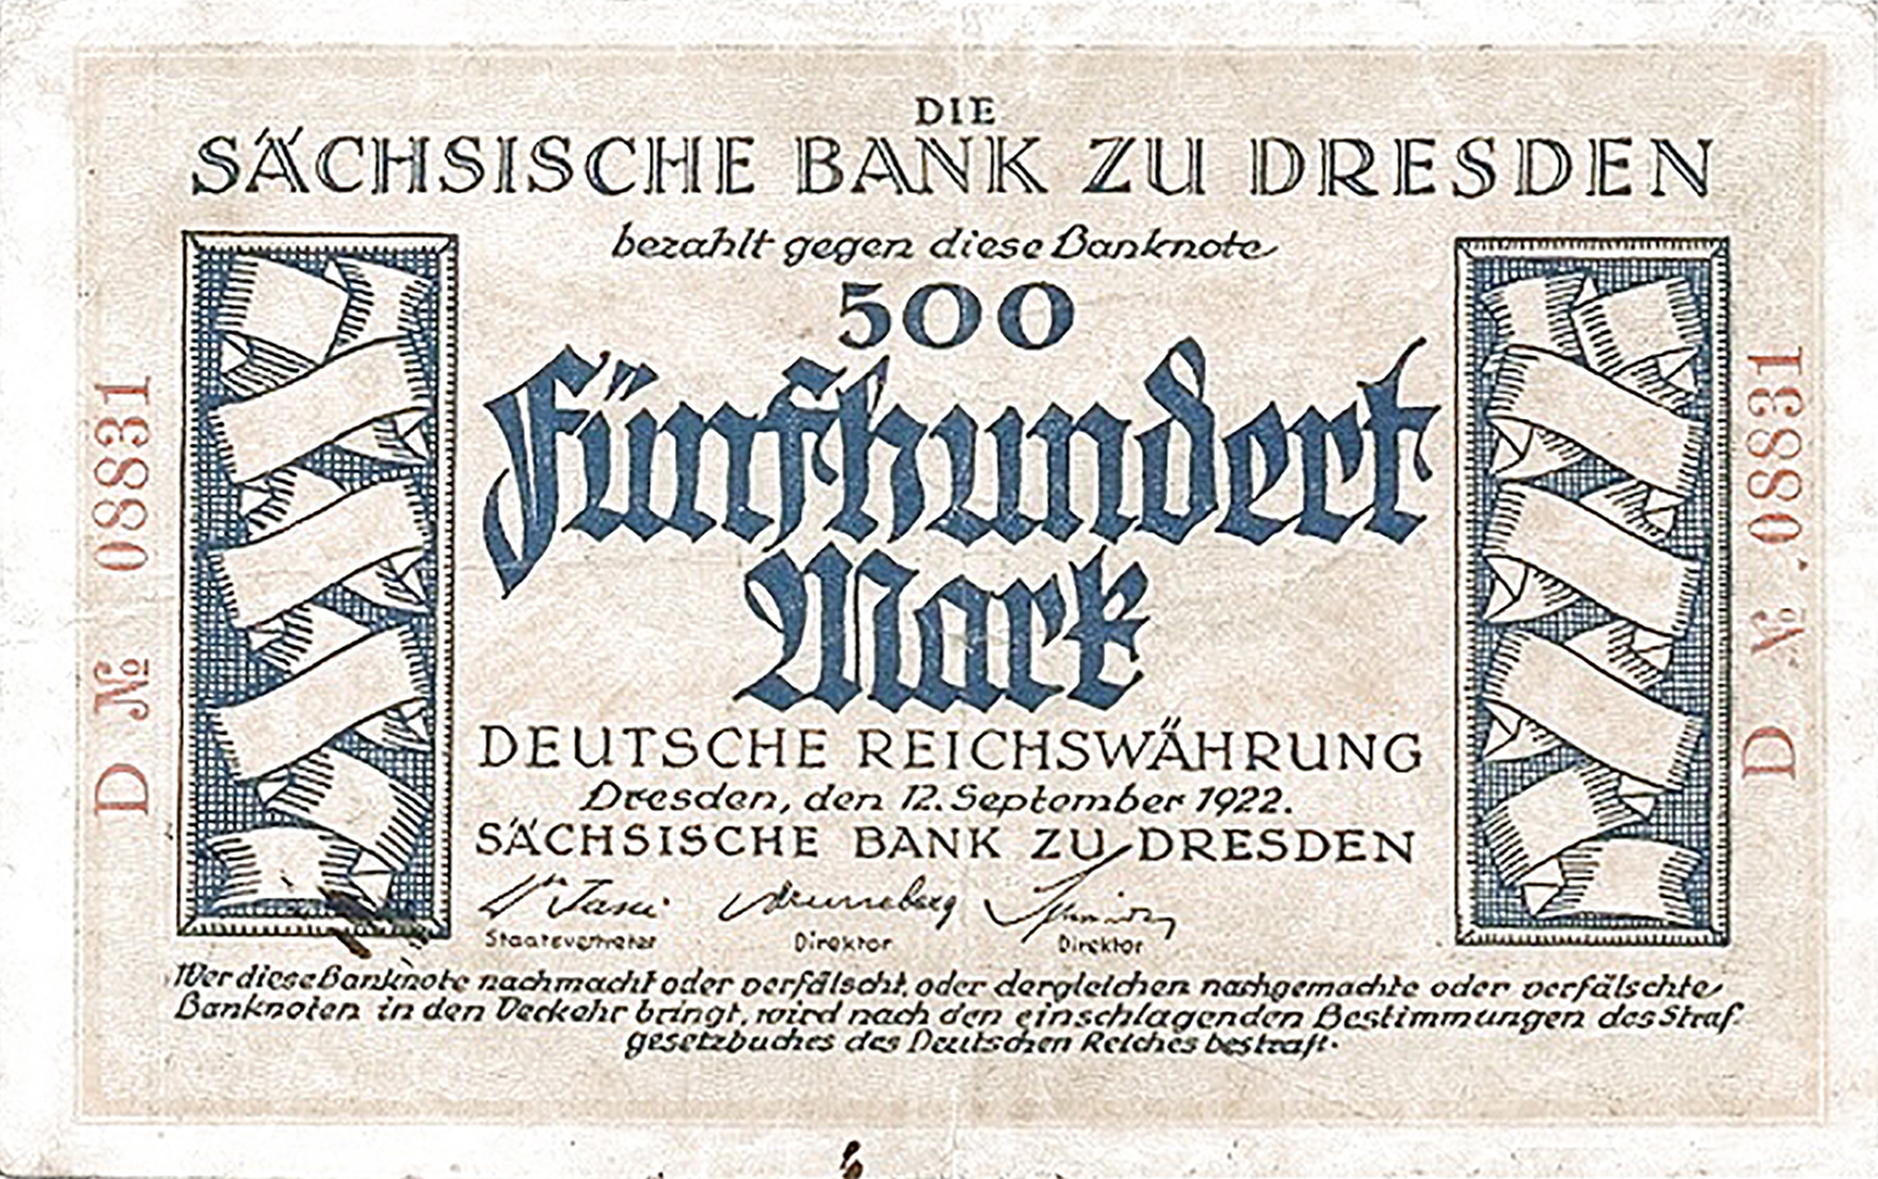 DIE
SÄCHSISCHE BANK ZU DRESDEN
bezahlt gegen diese Banknote
500
Fünfhundert
Mark
DEUTSCHE REICHSWÄHRUNG
Dresden, den 12. September 1922.
SÄCHSISCHE BANK ZU DRESDEN
Staatsvertreter Direktor Direktor
Wer diese Banknote nachmacht oder verfälscht, oder dergleichen nachgemachte oder verfälschte
Banknoten in den Verkehr bringt, wird nach den einschlagenden Bestimmungen des Straf-
gesetzbuches des Deutschen Reiches bestraft.
D № 08831
D № 08831